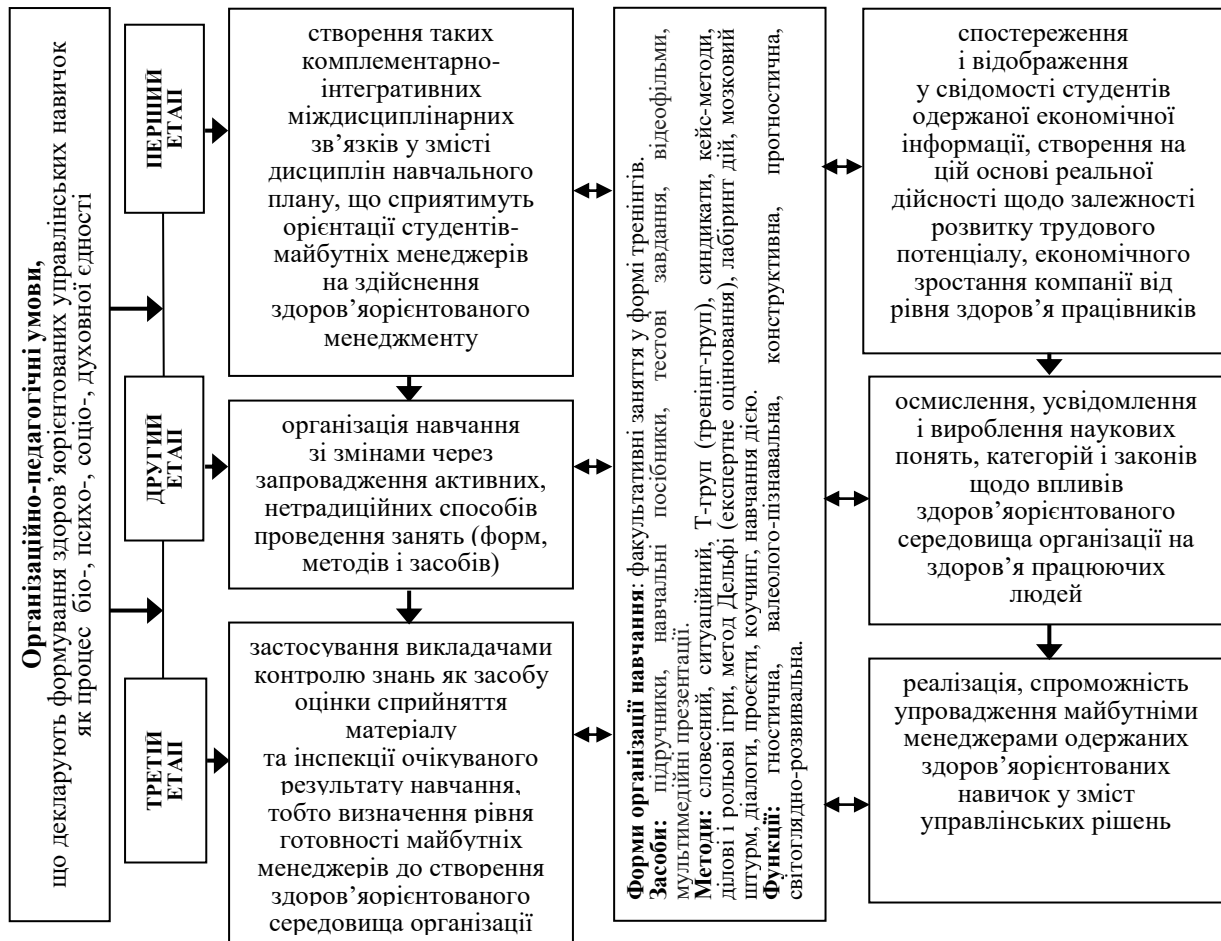 Організаційно-педагогічні умови,
що декларують формування здоров’яорієнтованих управлінських навичок
як процес біо-, психо-, соціо-, духовної єдності
ПЕРШИЙ
ЕТАП
ДРУГИЙ
ЕТАП
ТРЕТІЙ
ЕТАП
створення таких
комплементарно-
інтегративних
міждисциплінарних
зв’язків у змісті
дисциплін навчального
плану, що сприятимуть
орієнтації студентів-
майбутніх менеджерів
на здійснення
здоров’яорієнтованого
менеджменту
організація навчання
зі змінами через
запровадження активних,
нетрадиційних способів
проведення занять (форм,
методів і засобів)
застосування викладачами
контролю знань як засобу
оцінки сприйняття
матеріалу
та інспекції очікуваного
результату навчання,
тобто визначення рівня
готовності майбутніх
менеджерів до створення
здоров’яорієнтованого
середовища організації
Форми організації навчання: факультативні заняття у формі тренінгів.
Засоби: підручники, навчальні посібники, тестові завдання, відеофільми,
мультимедійні презентації.
Методи: словесний, ситуаційний, Т-груп (тренінг-груп), синдикати, кейс-методи,
ділові і рольові ігри, метод Дельфі (експертне оцінювання), лабіринт дій, мозковий
штурм, діалоги, проєкти, коучинг, навчання дією.
Функції: гностична, валеолого-пізнавальна, конструктивна, прогностична,
світоглядно-розвивальна.
спостереження
і відображення
у свідомості студентів
одержаної економічної
інформації, створення на
цій основі реальної
дійсності щодо залежності
розвитку трудового
потенціалу, економічного
зростання компанії від
рівня здоров’я працівників
осмислення, усвідомлення
і вироблення наукових
понять, категорій і законів
щодо впливів
здоров’яорієнтованого
середовища організації на
здоров’я працюючих
людей
реалізація, спроможність
упровадження майбутніми
менеджерами одержаних
здоров’яорієнтованих
навичок у зміст
управлінських рішень